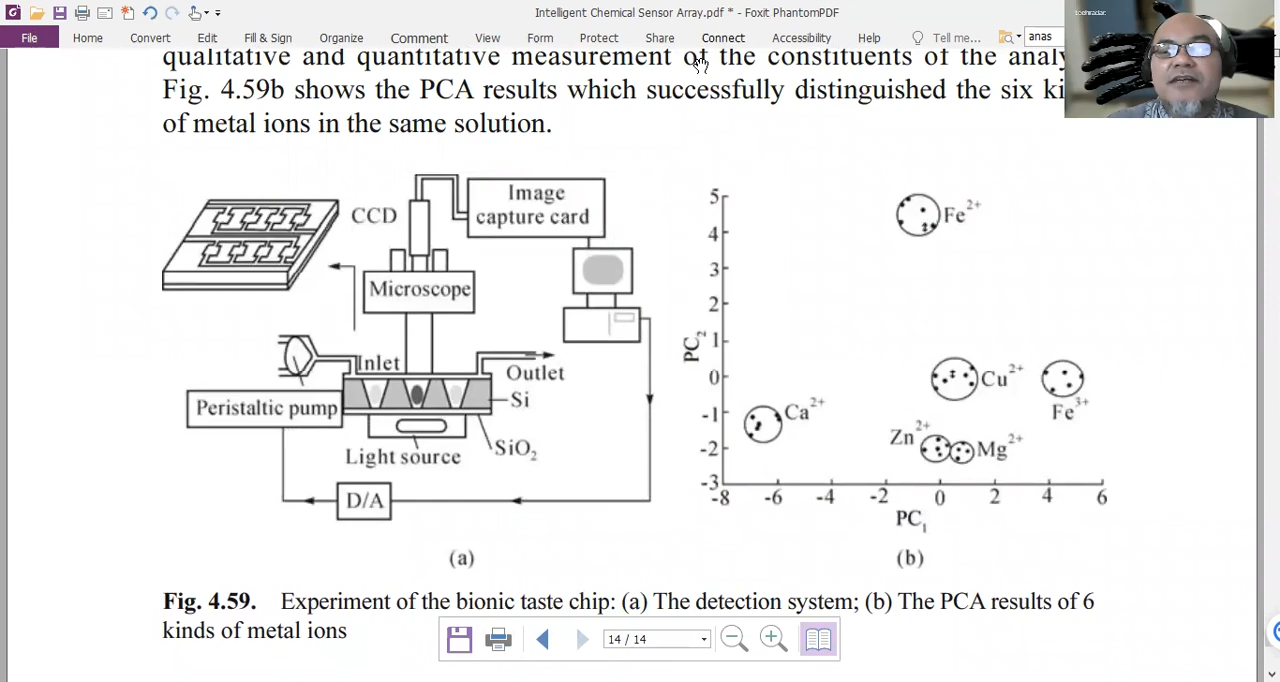 Intelligent Chemical Sensor Array.pdf * - Foxit PhantomPDF
File Home Convert Edit Fill & Sign Organize Comment View Form Protect Share Connect Accessibility Help Tell me... anas
qualitative and quantitative measurement of the constituents of the
Fig. 4.59b shows the PCA results which successfully distinguished the six
of metal ions in the same solution.
CCD
Image
capture card
Microscope
Inlet
Outlet
Peristaltic pump
Si
SiO2
Light source
D/A
(a)
5
4
3
2
1
0
-1
-2
-3
PC2
Fe2+
Cu2+
Fe3+
Ca2+
Zn2+
Mg2+
-8 -6 -4 -2 0 2 4 6
PC1
(b)
Fig. 4.59. Experiment of the bionic taste chip: (a) The detection system; (b) The PCA results of 6
kinds of metal ions
14 / 14